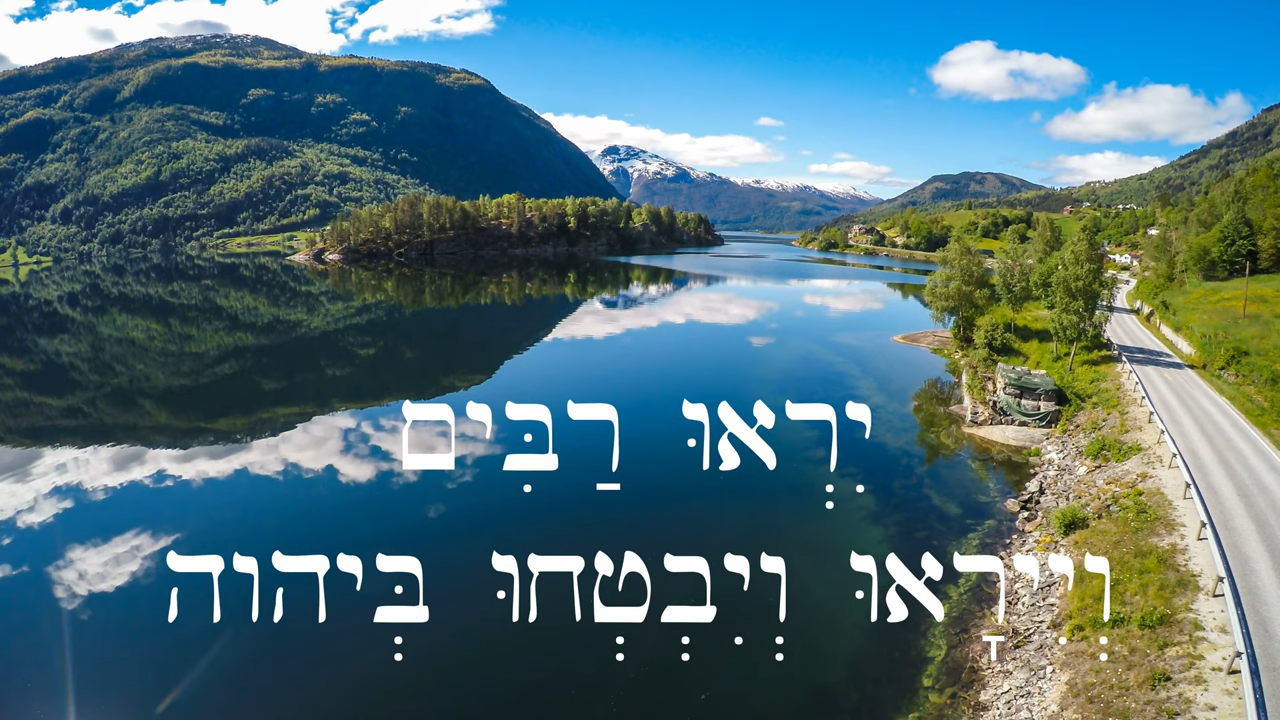 יִרְאוּ רַבִּים
וְיִירָאוּ וְיִבְטְחוּ בְּיהוה